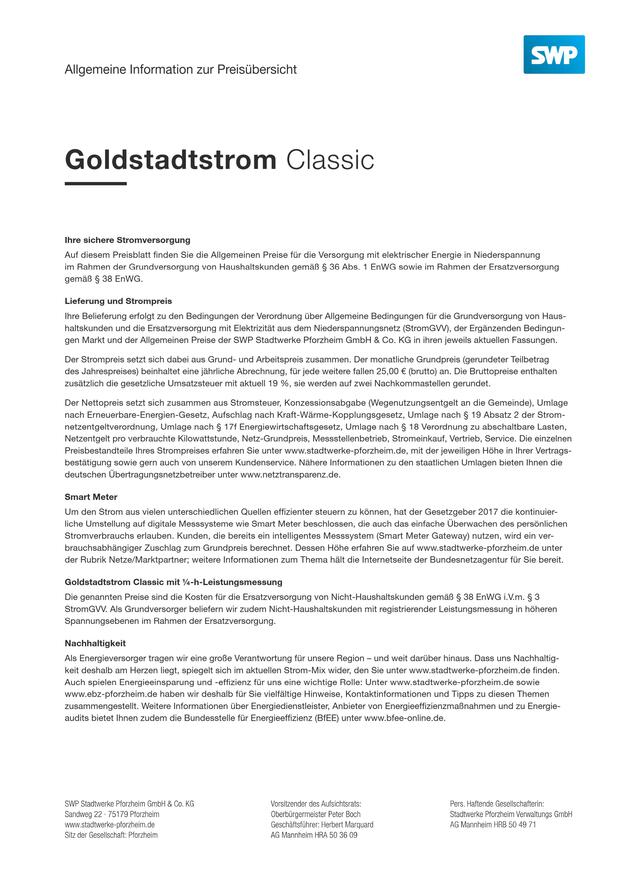 SWP
Allgemeine Information zur Preisübersicht
Goldstadtstrom Classic
Ihre sichere Stromversorgung
Auf diesem Preisblatt finden Sie die Allgemeinen Preise für die Versorgung mit elektrischer Energie in Niederspannung
im Rahmen der Grundversorgung von Haushaltskunden gemäß § 36 Abs. 1 EnWG sowie im Rahmen der Ersatzversorgung
gemäß § 38 EnWG.
Lieferung und Strompreis
Ihre Belieferung erfolgt zu den Bedingungen der Verordnung über Allgemeine Bedingungen für die Grundversorgung von Haus-
haltskunden und die Ersatzversorgung mit Elektrizität aus dem Niederspannungsnetz (StromGVV), der Ergänzenden Bedingun-
gen Markt und der Allgemeinen Preise der SWP Stadtwerke Pforzheim GmbH & Co. KG in ihren jeweils aktuellen Fassungen.
Der Strompreis setzt sich dabei aus Grund- und Arbeitspreis zusammen. Der monatliche Grundpreis (gerundeter Teilbetrag
des Jahrespreises) beinhaltet eine jährliche Abrechnung, für jede weitere fallen 25,00 € (brutto) an. Die Bruttopreise enthalten
zusätzlich die gesetzliche Umsatzsteuer mit aktuell 19 %, sie werden auf zwei Nachkommastellen gerundet.
Der Nettopreis setzt sich zusammen aus Stromsteuer, Konzessionsabgabe (Wegenutzungsentgelt an die Gemeinde), Umlage
nach Erneuerbare-Energien-Gesetz, Aufschlag nach Kraft-Wärme-Kopplungsgesetz, Umlage nach § 19 Absatz 2 der Strom-
netzentgeltverordnung, Umlage nach § 17f Energiewirtschaftsgesetz, Umlage nach § 18 Verordnung zu abschaltbare Lasten,
Netzentgelt pro verbrauchte Kilowattstunde, Netz-Grundpreis, Messstellenbetrieb, Stromeinkauf, Vertrieb, Service. Die einzelnen
Preisbestandteile Ihres Strompreises erfahren Sie unter www.stadtwerke-pforzheim.de, mit der jeweiligen Höhe in Ihrer Vertrags-
bestätigung sowie gern auch von unserem Kundenservice. Nähere Informationen zu den staatlichen Umlagen bieten Ihnen die
deutschen Übertragungsnetzbetreiber unter www.netztransparenz.de.
Smart Meter
Um den Strom aus vielen unterschiedlichen Quellen effizienter steuern zu können, hat der Gesetzgeber 2017 die kontinuier-
liche Umstellung auf digitale Messsysteme wie Smart Meter beschlossen, die auch das einfache Überwachen des persönlichen
Stromverbrauchs erlauben. Kunden, die bereits ein intelligentes Messsystem (Smart Meter Gateway) nutzen, wird ein ver-
brauchsabhängiger Zuschlag zum Grundpreis berechnet. Dessen Höhe erfahren Sie auf www.stadtwerke-pforzheim.de unter
der Rubrik Netze/Marktpartner; weitere Informationen zum Thema hält die Internetseite der Bundesnetzagentur für Sie bereit.
Goldstadtstrom Classic mit ¼-h-Leistungsmessung
Die genannten Preise sind die Kosten für die Ersatzversorgung von Nicht-Haushaltskunden gemäß § 38 EnWG i.V.m. § 3
StromGVV. Als Grundversorger beliefern wir zudem Nicht-Haushaltskunden mit registrierender Leistungsmessung in höheren
Spannungsebenen im Rahmen der Ersatzversorgung.
Nachhaltigkeit
Als Energieversorger tragen wir eine große Verantwortung für unsere Region – und weit darüber hinaus. Dass uns Nachhaltig-
keit deshalb am Herzen liegt, spiegelt sich im aktuellen Strom-Mix wider, den Sie unter www.stadtwerke-pforzheim.de finden.
Auch spielen Energieeinsparung und -effizienz für uns eine wichtige Rolle: Unter www.stadtwerke-pforzheim.de sowie
www.ebz-pforzheim.de haben wir deshalb für Sie vielfältige Hinweise, Kontaktinformationen und Tipps zu diesen Themen
zusammengestellt. Weitere Informationen über Energiedienstleister, Anbieter von Energieeffizienzmaßnahmen und zu Energie-
audits bietet Ihnen zudem die Bundesstelle für Energieeffizienz (BfEE) unter www.bfee-online.de.
SWP Stadtwerke Pforzheim GmbH & Co. KG
Sandweg 22 · 75179 Pforzheim
www.stadtwerke-pforzheim.de
Sitz der Gesellschaft: Pforzheim
Vorsitzender des Aufsichtsrats:
Oberbürgermeister Peter Boch
Geschäftsführer: Herbert Marquard
AG Mannheim HRA 50 36 09
Pers. Haftende Gesellschafterin:
Stadtwerke Pforzheim Verwaltungs GmbH
AG Mannheim HRB 50 49 71